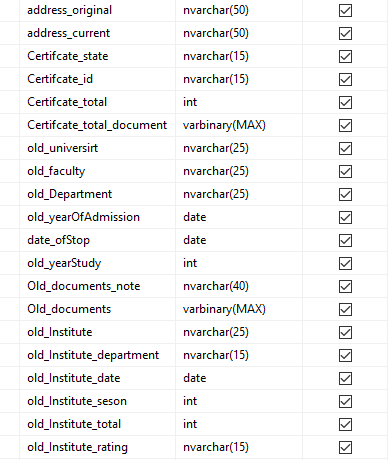 address_original nvarchar(50)
address_current nvarchar(50)
Certifcate_state nvarchar(15)
Certifcate_id nvarchar(15)
Certifcate_total int
Certifcate_total_document varbinary(MAX)
old_universirt nvarchar(25)
old_faculty nvarchar(25)
old_Department nvarchar(25)
old_yearOfAdmission date
date_ofStop date
old_yearStudy int
Old_documents_note nvarchar(40)
Old_documents varbinary(MAX)
old_Institute nvarchar(25)
old_Institute_department nvarchar(15)
old_Institute_date date
old_Institute_seson int
old_Institute_total int
old_Institute_rating nvarchar(15)